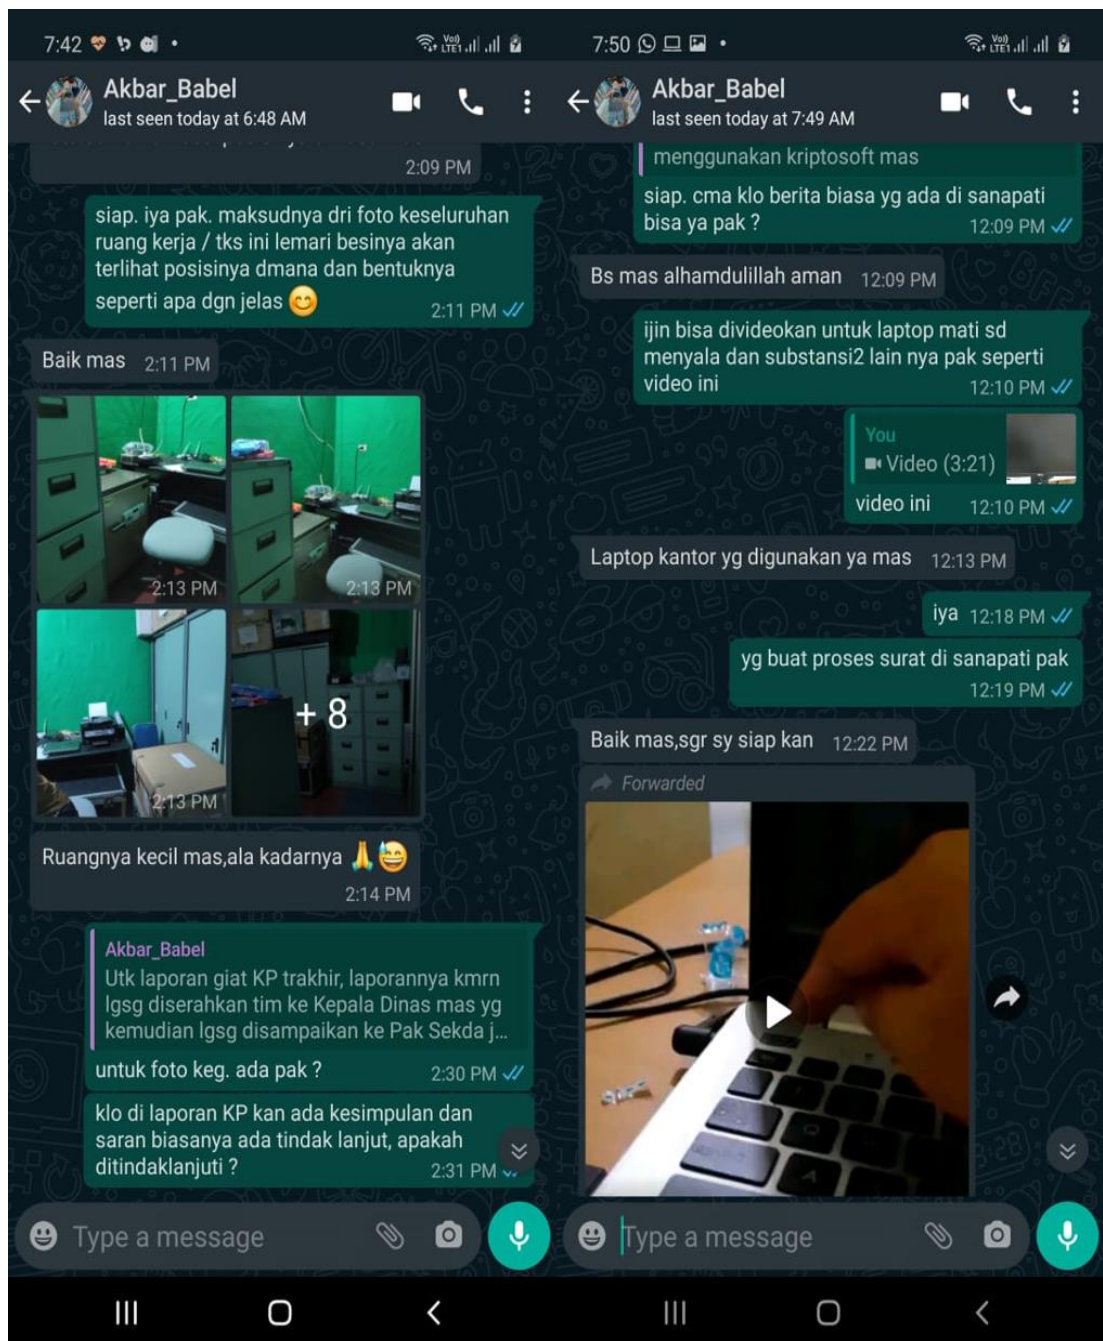 7:42
Akbar_Babel
last seen today at 6:48 AM
2:09 PM
siap. iya pak. maksudnya dri foto keseluruhan
ruang kerja / tks ini lemari besinya akan
terlihat posisinya dmana dan bentuknya
seperti apa dgn jelas 😊
2:11 PM
Baik mas 2:11 PM
2:13 PM
2:13 PM
2:13 PM
+ 8
Ruangnya kecil mas,ala kadarnya 🙏😅
2:14 PM
Akbar_Babel
Utk laporan giat KP trakhir, laporannya kmrn
lgsg diserahkan tim ke Kepala Dinas mas yg
kemudian lgsg disampaikan ke Pak Sekda j...
untuk foto keg. ada pak ? 2:30 PM
klo di laporan KP kan ada kesimpulan dan
saran biasanya ada tindak lanjut, apakah
ditindaklanjuti ? 2:31 PM
Type a message
7:50
Akbar_Babel
last seen today at 7:49 AM
menggunakan kriptosoft mas
siap. cma klo berita biasa yg ada di sanapati
bisa ya pak ? 12:09 PM
Bs mas alhamdulillah aman 12:09 PM
ijin bisa divideokan untuk laptop mati sd
menyala dan substansi2 lain nya pak seperti
video ini 12:10 PM
You
Video (3:21)
video ini 12:10 PM
Laptop kantor yg digunakan ya mas 12:13 PM
iya 12:18 PM
yg buat proses surat di sanapati pak
12:19 PM
Baik mas,sgr sy siap kan 12:22 PM
Forwarded
Type a message